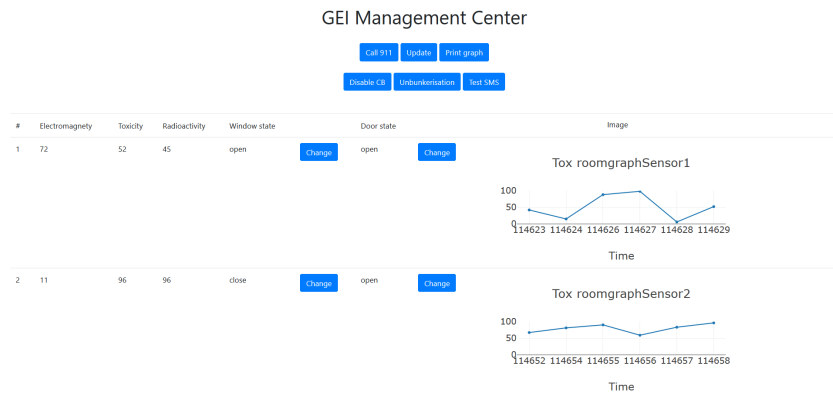 GEI Management Center
Call 911 Update Print graph
Disable CB Unbunkerisation Test SMS
# Electromagnety Toxicity Radioactivity Window state Door state Image
1 72 52 45 open Change open Change
Tox roomgraphSensor1
100
50
0
114623 114624 114626 114627 114628 114629
Time
2 11 96 96 close Change open Change
Tox roomgraphSensor2
100
50
0
114652 114654 114655 114656 114657 114658
Time